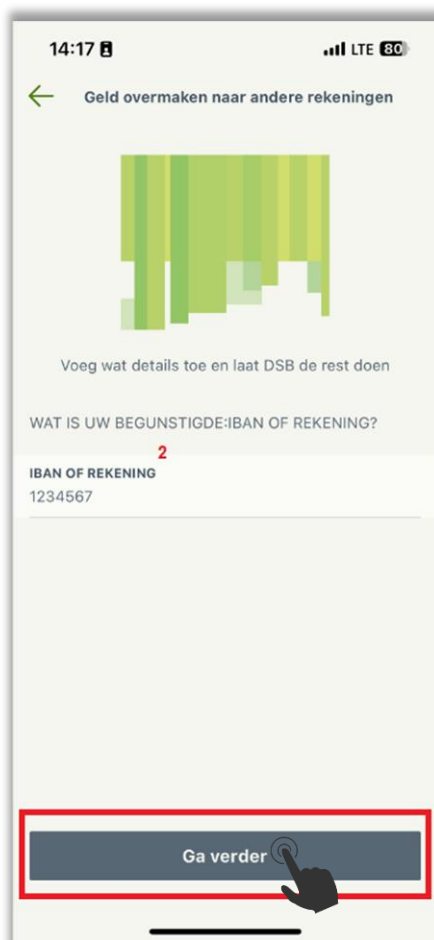 14:17 LTE 80
Geld overmaken naar andere rekeningen
Voeg wat details toe en laat DSB de rest doen
WAT IS UW BEGUNSTIGDE:IBAN OF REKENING?
2
IBAN OF REKENING
1234567
Ga verder